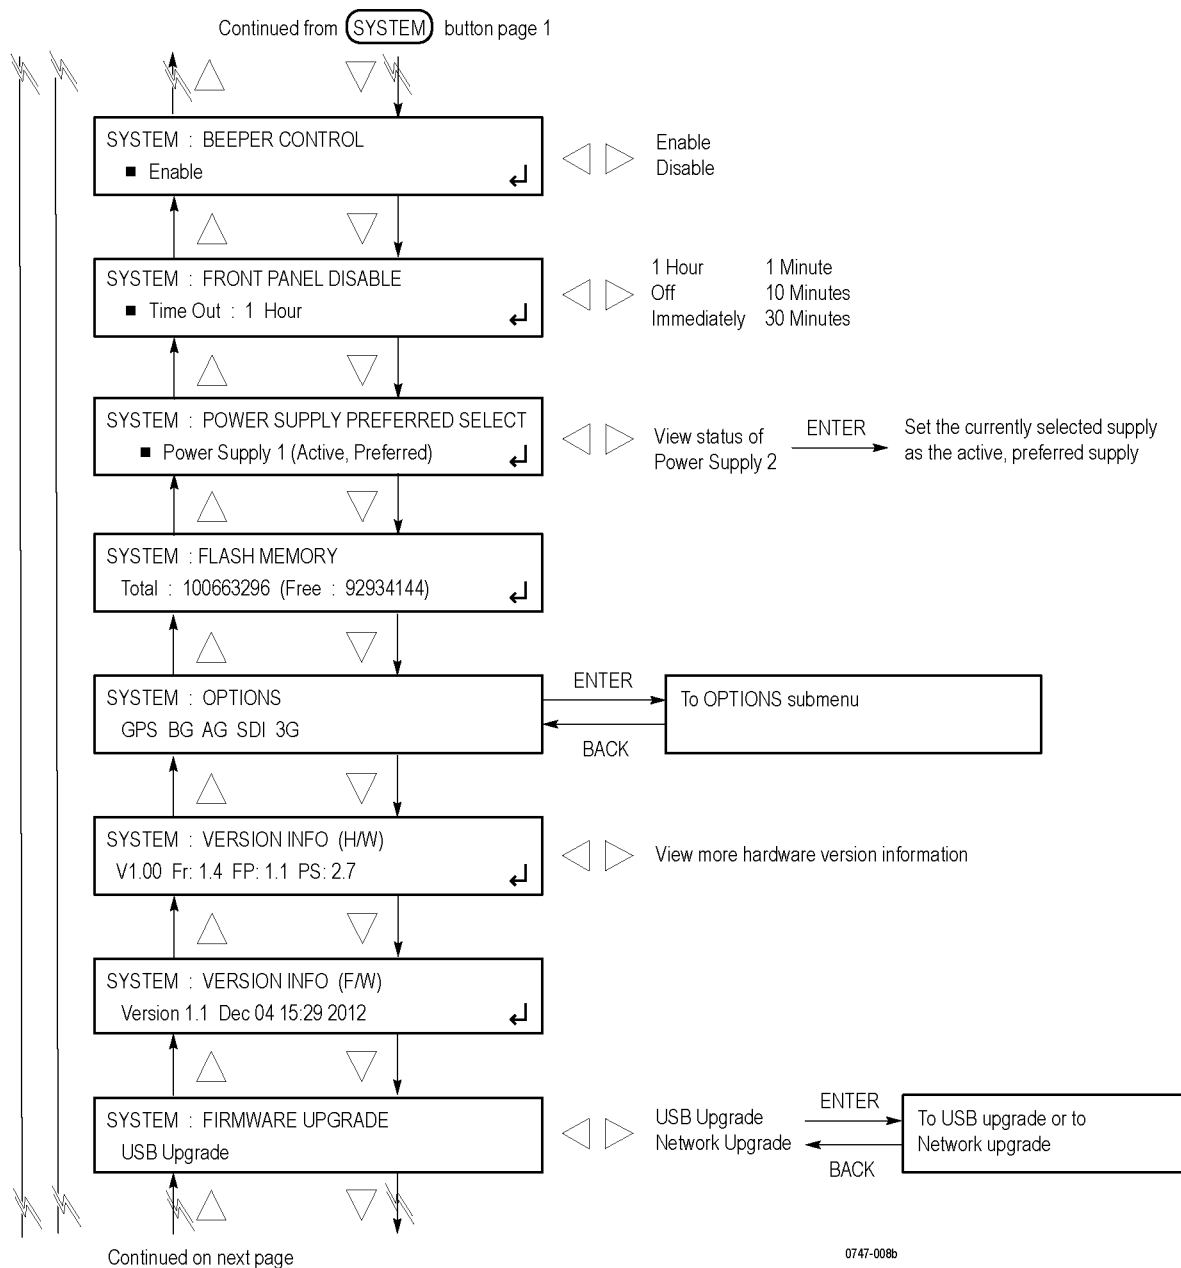 Continued from SYSTEM button page 1
SYSTEM : BEEPER CONTROL
■ Enable
Enable
Disable
SYSTEM : FRONT PANEL DISABLE
■ Time Out : 1 Hour
1 Hour 1 Minute
Off 10 Minutes
Immediately 30 Minutes
SYSTEM : POWER SUPPLY PREFERRED SELECT
■ Power Supply 1 (Active, Preferred)
View status of
Power Supply 2
ENTER
Set the currently selected supply
as the active, preferred supply
SYSTEM : FLASH MEMORY
Total : 100663296 (Free : 92934144)
SYSTEM : OPTIONS
GPS BG AG SDI 3G
ENTER
BACK
To OPTIONS submenu
SYSTEM : VERSION INFO (H/W)
V1.00 Fr: 1.4 FP: 1.1 PS: 2.7
View more hardware version information
SYSTEM : VERSION INFO (F/W)
Version 1.1 Dec 04 15:29 2012
SYSTEM : FIRMWARE UPGRADE
USB Upgrade
USB Upgrade
Network Upgrade
ENTER
BACK
To USB upgrade or to
Network upgrade
Continued on next page
0747-008b